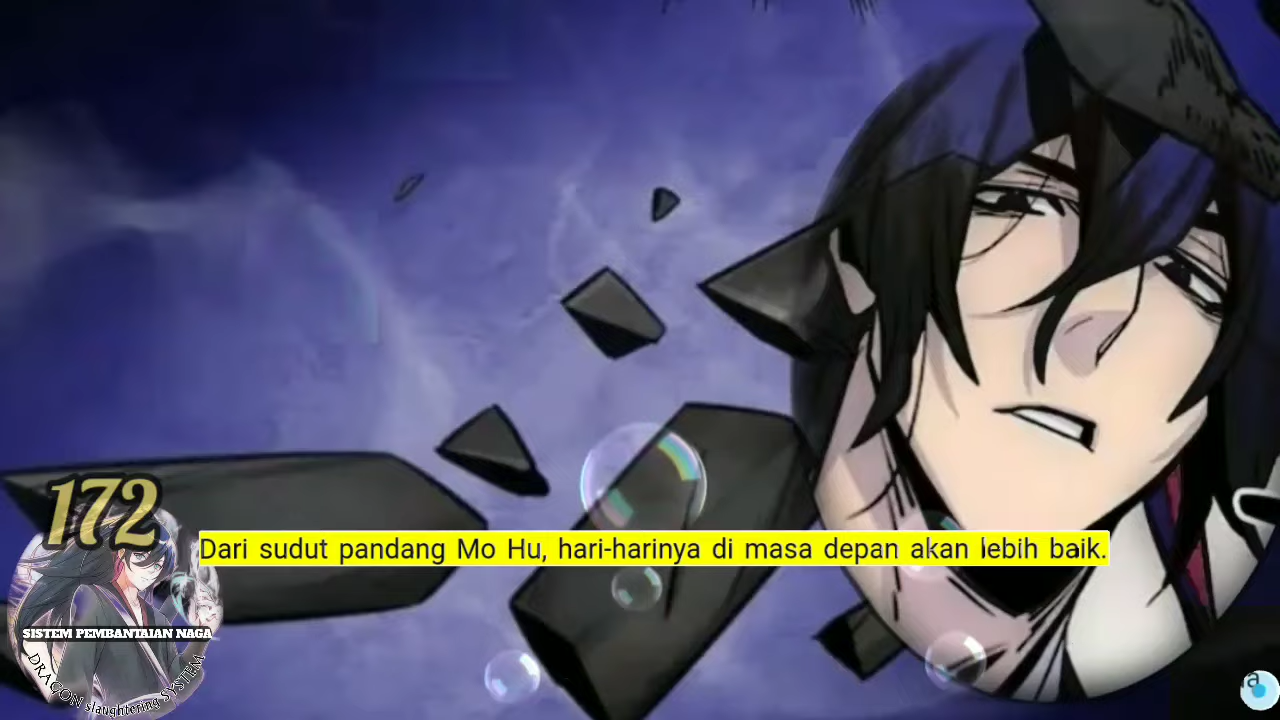 172
Dari sudut pandang Mo Hu, hari-harinya di masa depan akan lebih baik.
SISTEM PEMBANTAIAN NAGA
DRAGON slaughtering SYSTEM
a